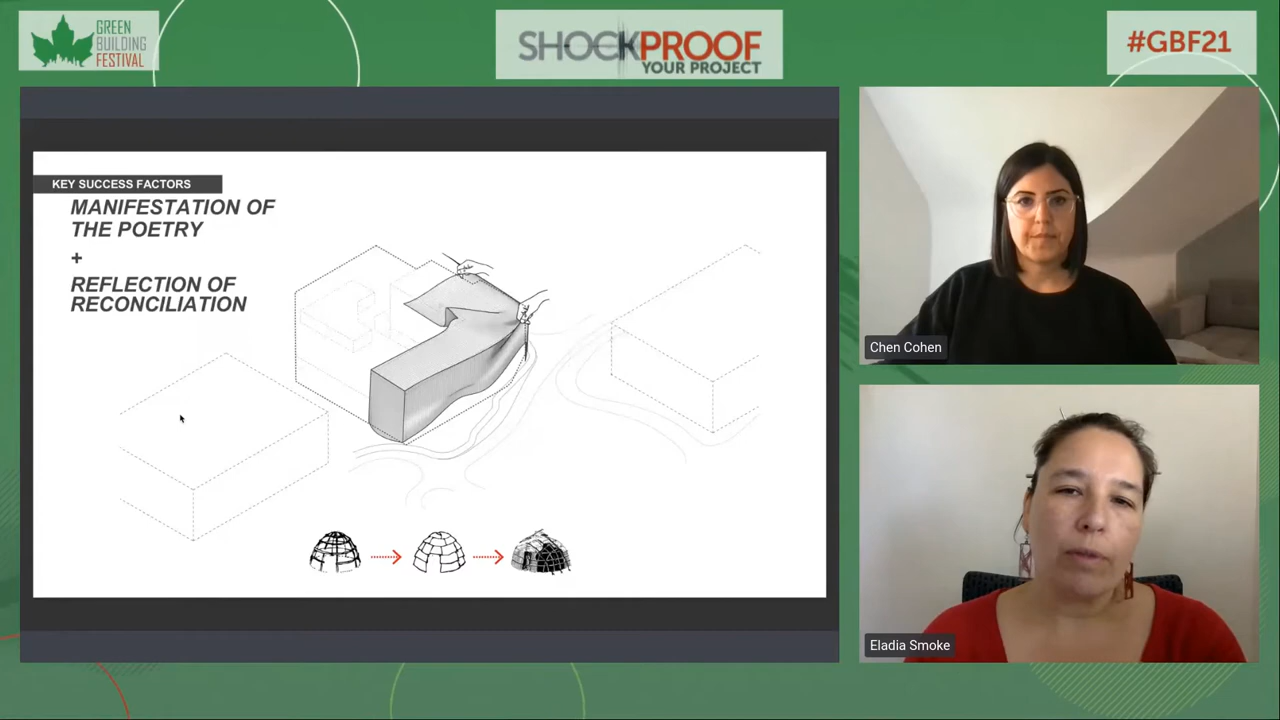 GREEN
BUILDING
FESTIVAL
SHOCKPROOF
YOUR PROJECT
#GBF21
KEY SUCCESS FACTORS
MANIFESTATION OF
THE POETRY
+
REFLECTION OF
RECONCILIATION
Chen Cohen
Eladia Smoke